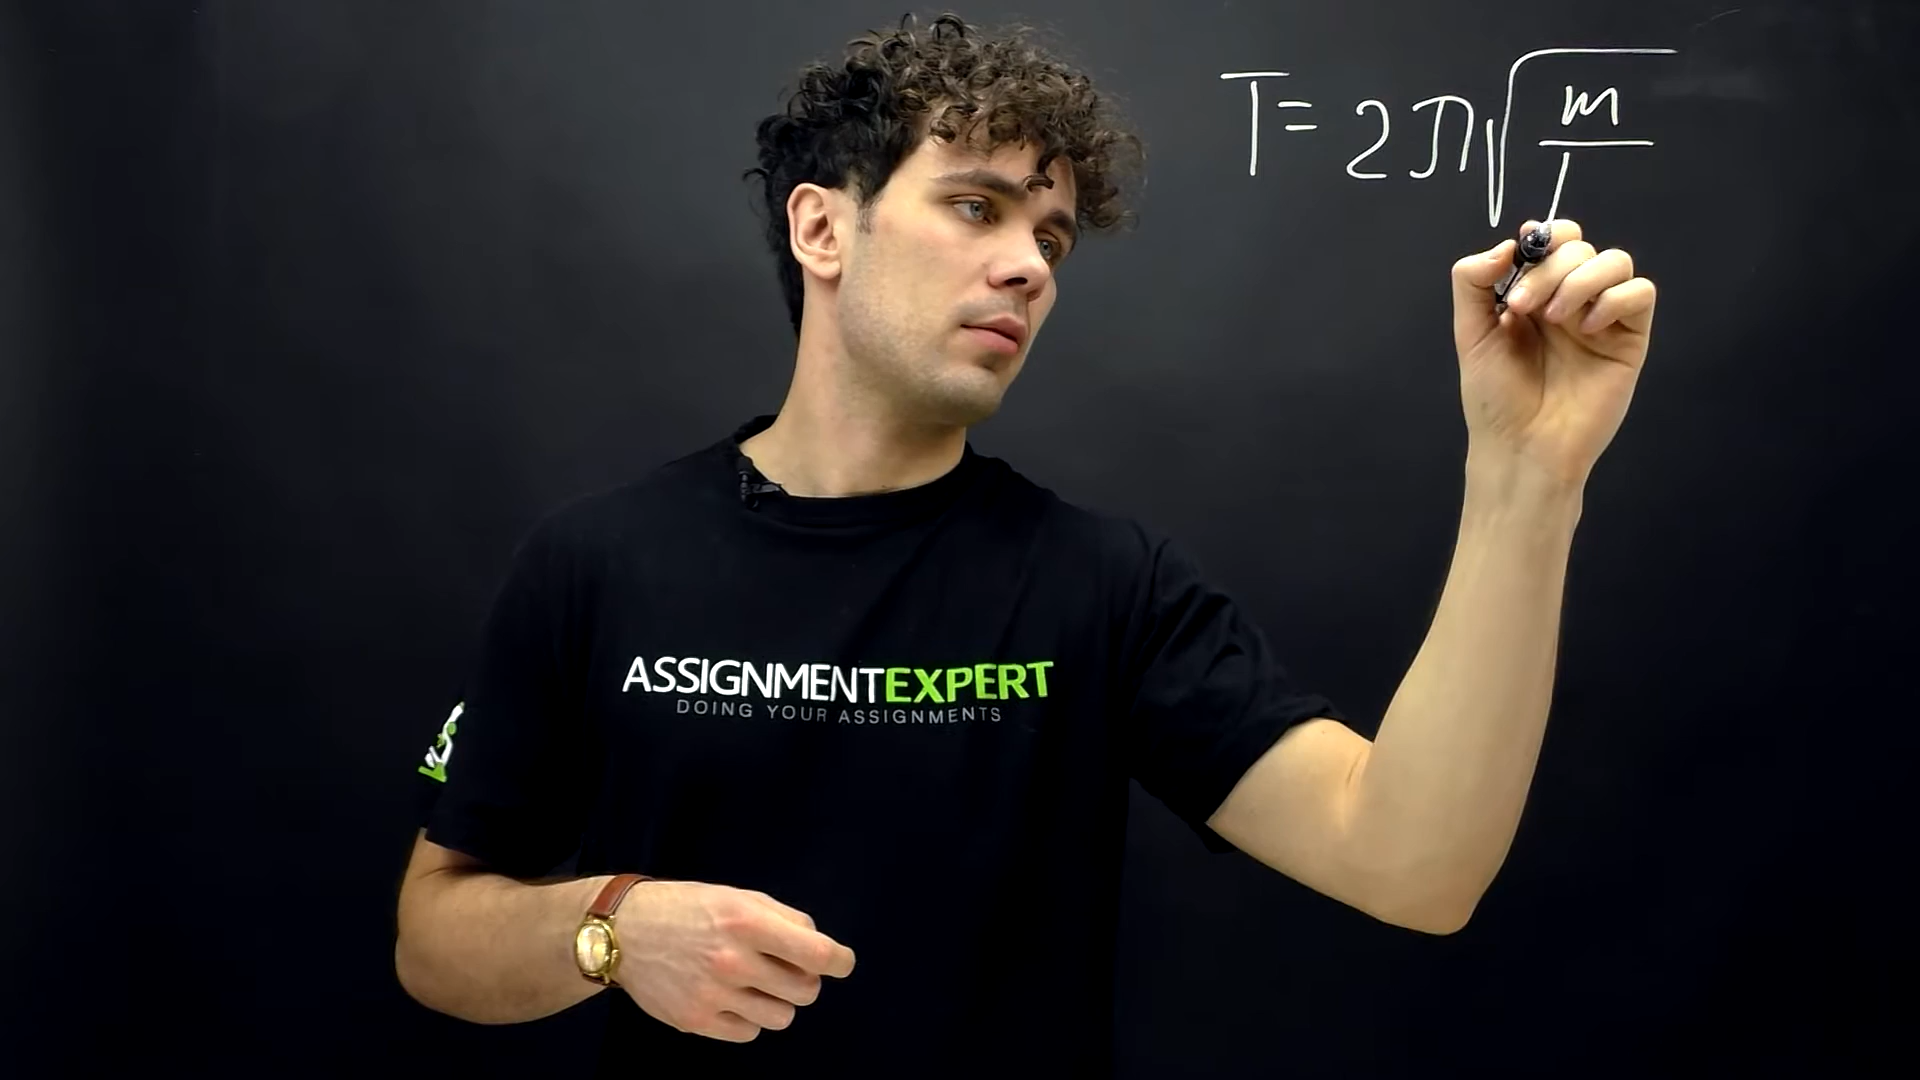 T = 2π√m
ASSIGNMENTEXPERT
DOING YOUR ASSIGNMENTS